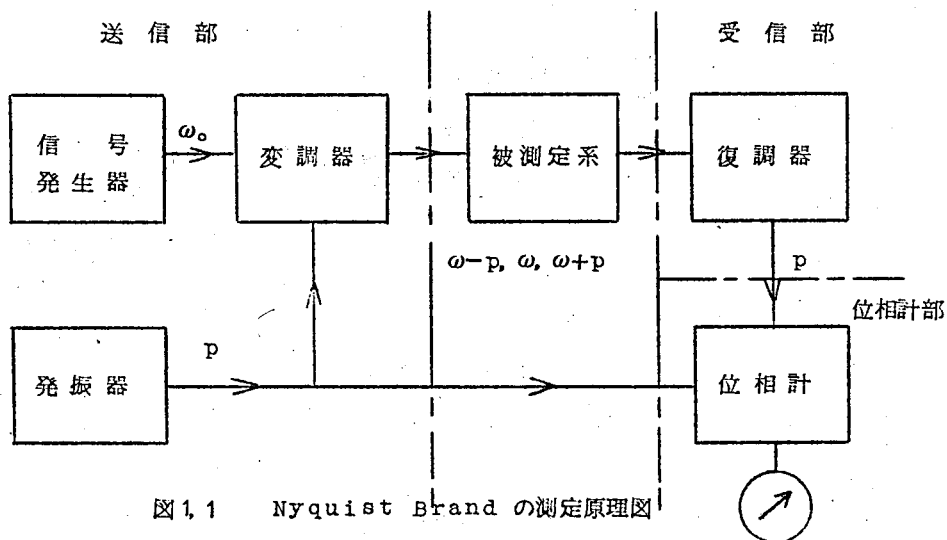 送信部
受信部
信号
発生器
ω₀
変調器
被測定系
復調器
ω-p, ω, ω+p
p
位相計部
発振器
p
位相計
図1,1 Nyquist Brand の測定原理図